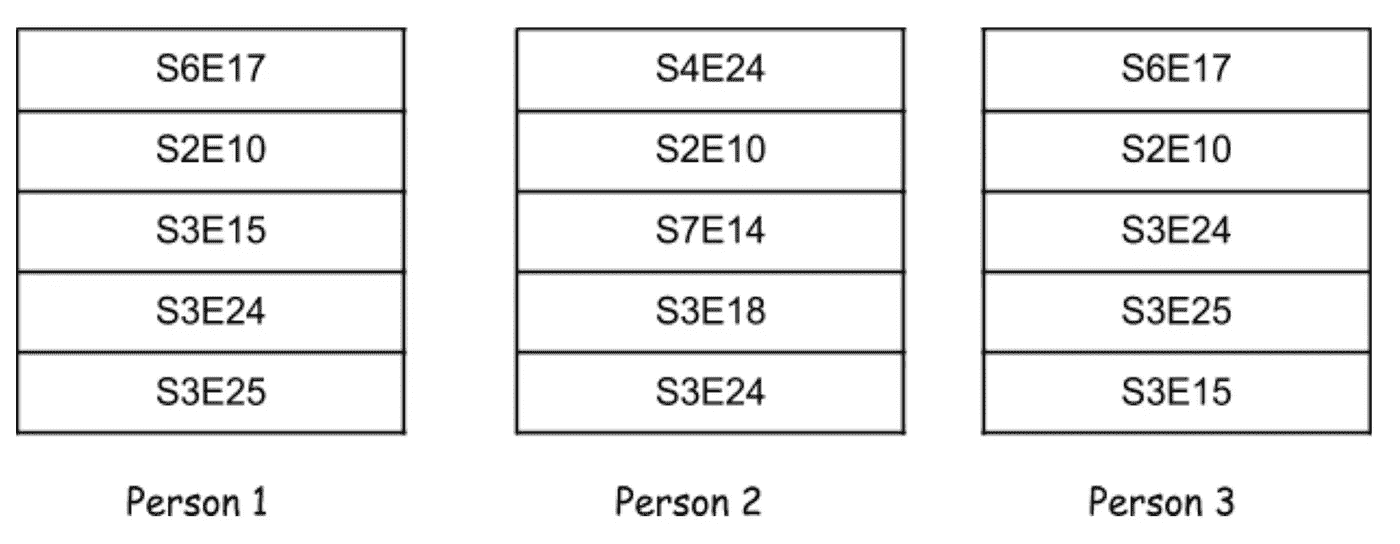 S6E17
S2E10
S3E15
S3E24
S3E25
Person 1
S4E24
S2E10
S7E14
S3E18
S3E24
Person 2
S6E17
S2E10
S3E24
S3E25
S3E15
Person 3